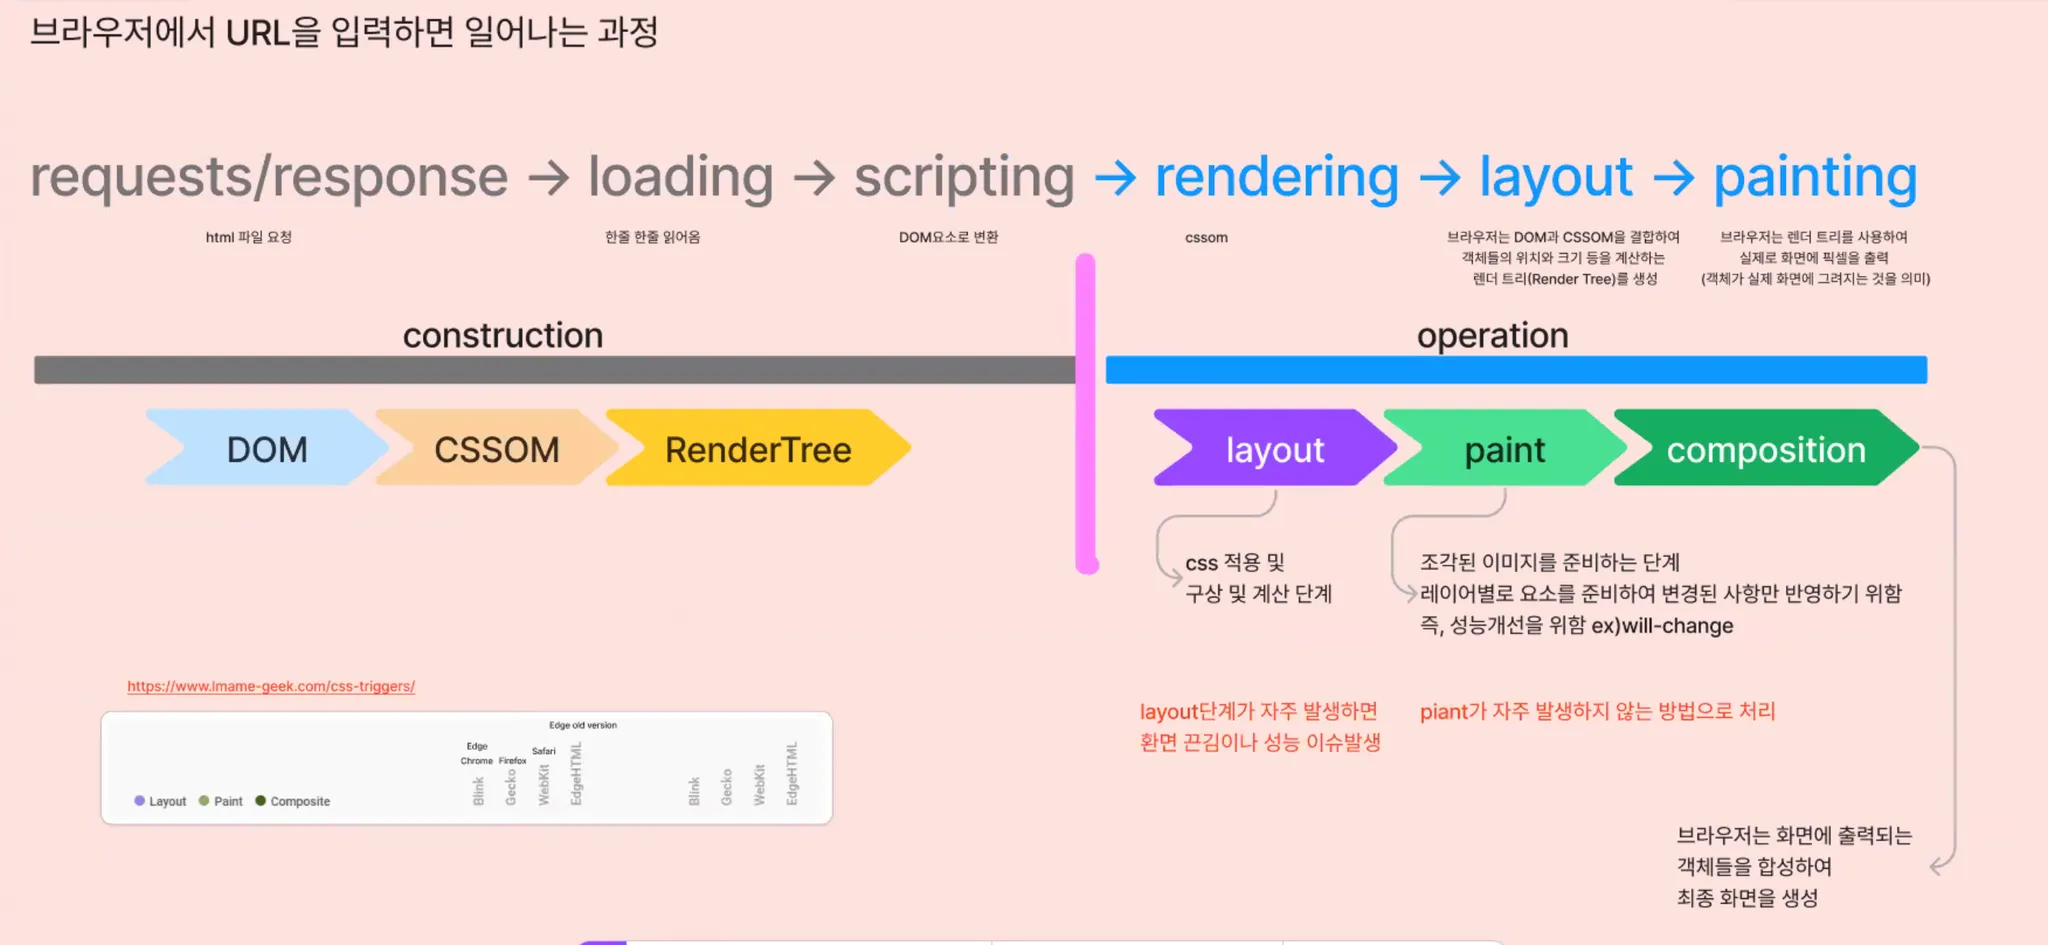 브라우저에서 URL을 입력하면 일어나는 과정
requests/response → loading → scripting → rendering → layout → painting
html 파일 요청
한줄 한줄 읽어옴
DOM요소로 변환
cssom
브라우저는 DOM과 CSSOM을 결합하여
객체들의 위치와 크기 등을 계산하는
렌더 트리(Render Tree)를 생성
브라우저는 렌더 트리를 사용하여
실제로 화면에 픽셀을 출력
(객체가 실제 화면에 그려지는 것을 의미)
construction
operation
DOM
CSSOM
RenderTree
layout
paint
composition
css 적용 및
구상 및 계산 단계
조각된 이미지를 준비하는 단계
레이어별로 요소를 준비하여 변경된 사항만 반영하기 위함
즉, 성능개선을 위함 ex)will-change
https://www.lmame-geek.com/css-triggers/
layout단계가 자주 발생하면
환면 끈김이나 성능 이슈발생
piant가 자주 발생하지 않는 방법으로 처리
Edge old version
Edge
Chrome
Firefox
Safari
Blink
Gecko
WebKit
EdgeHTML
Blink
Gecko
WebKit
EdgeHTML
Layout
Paint
Composite
브라우저는 화면에 출력되는
객체들을 합성하여
최종 화면을 생성